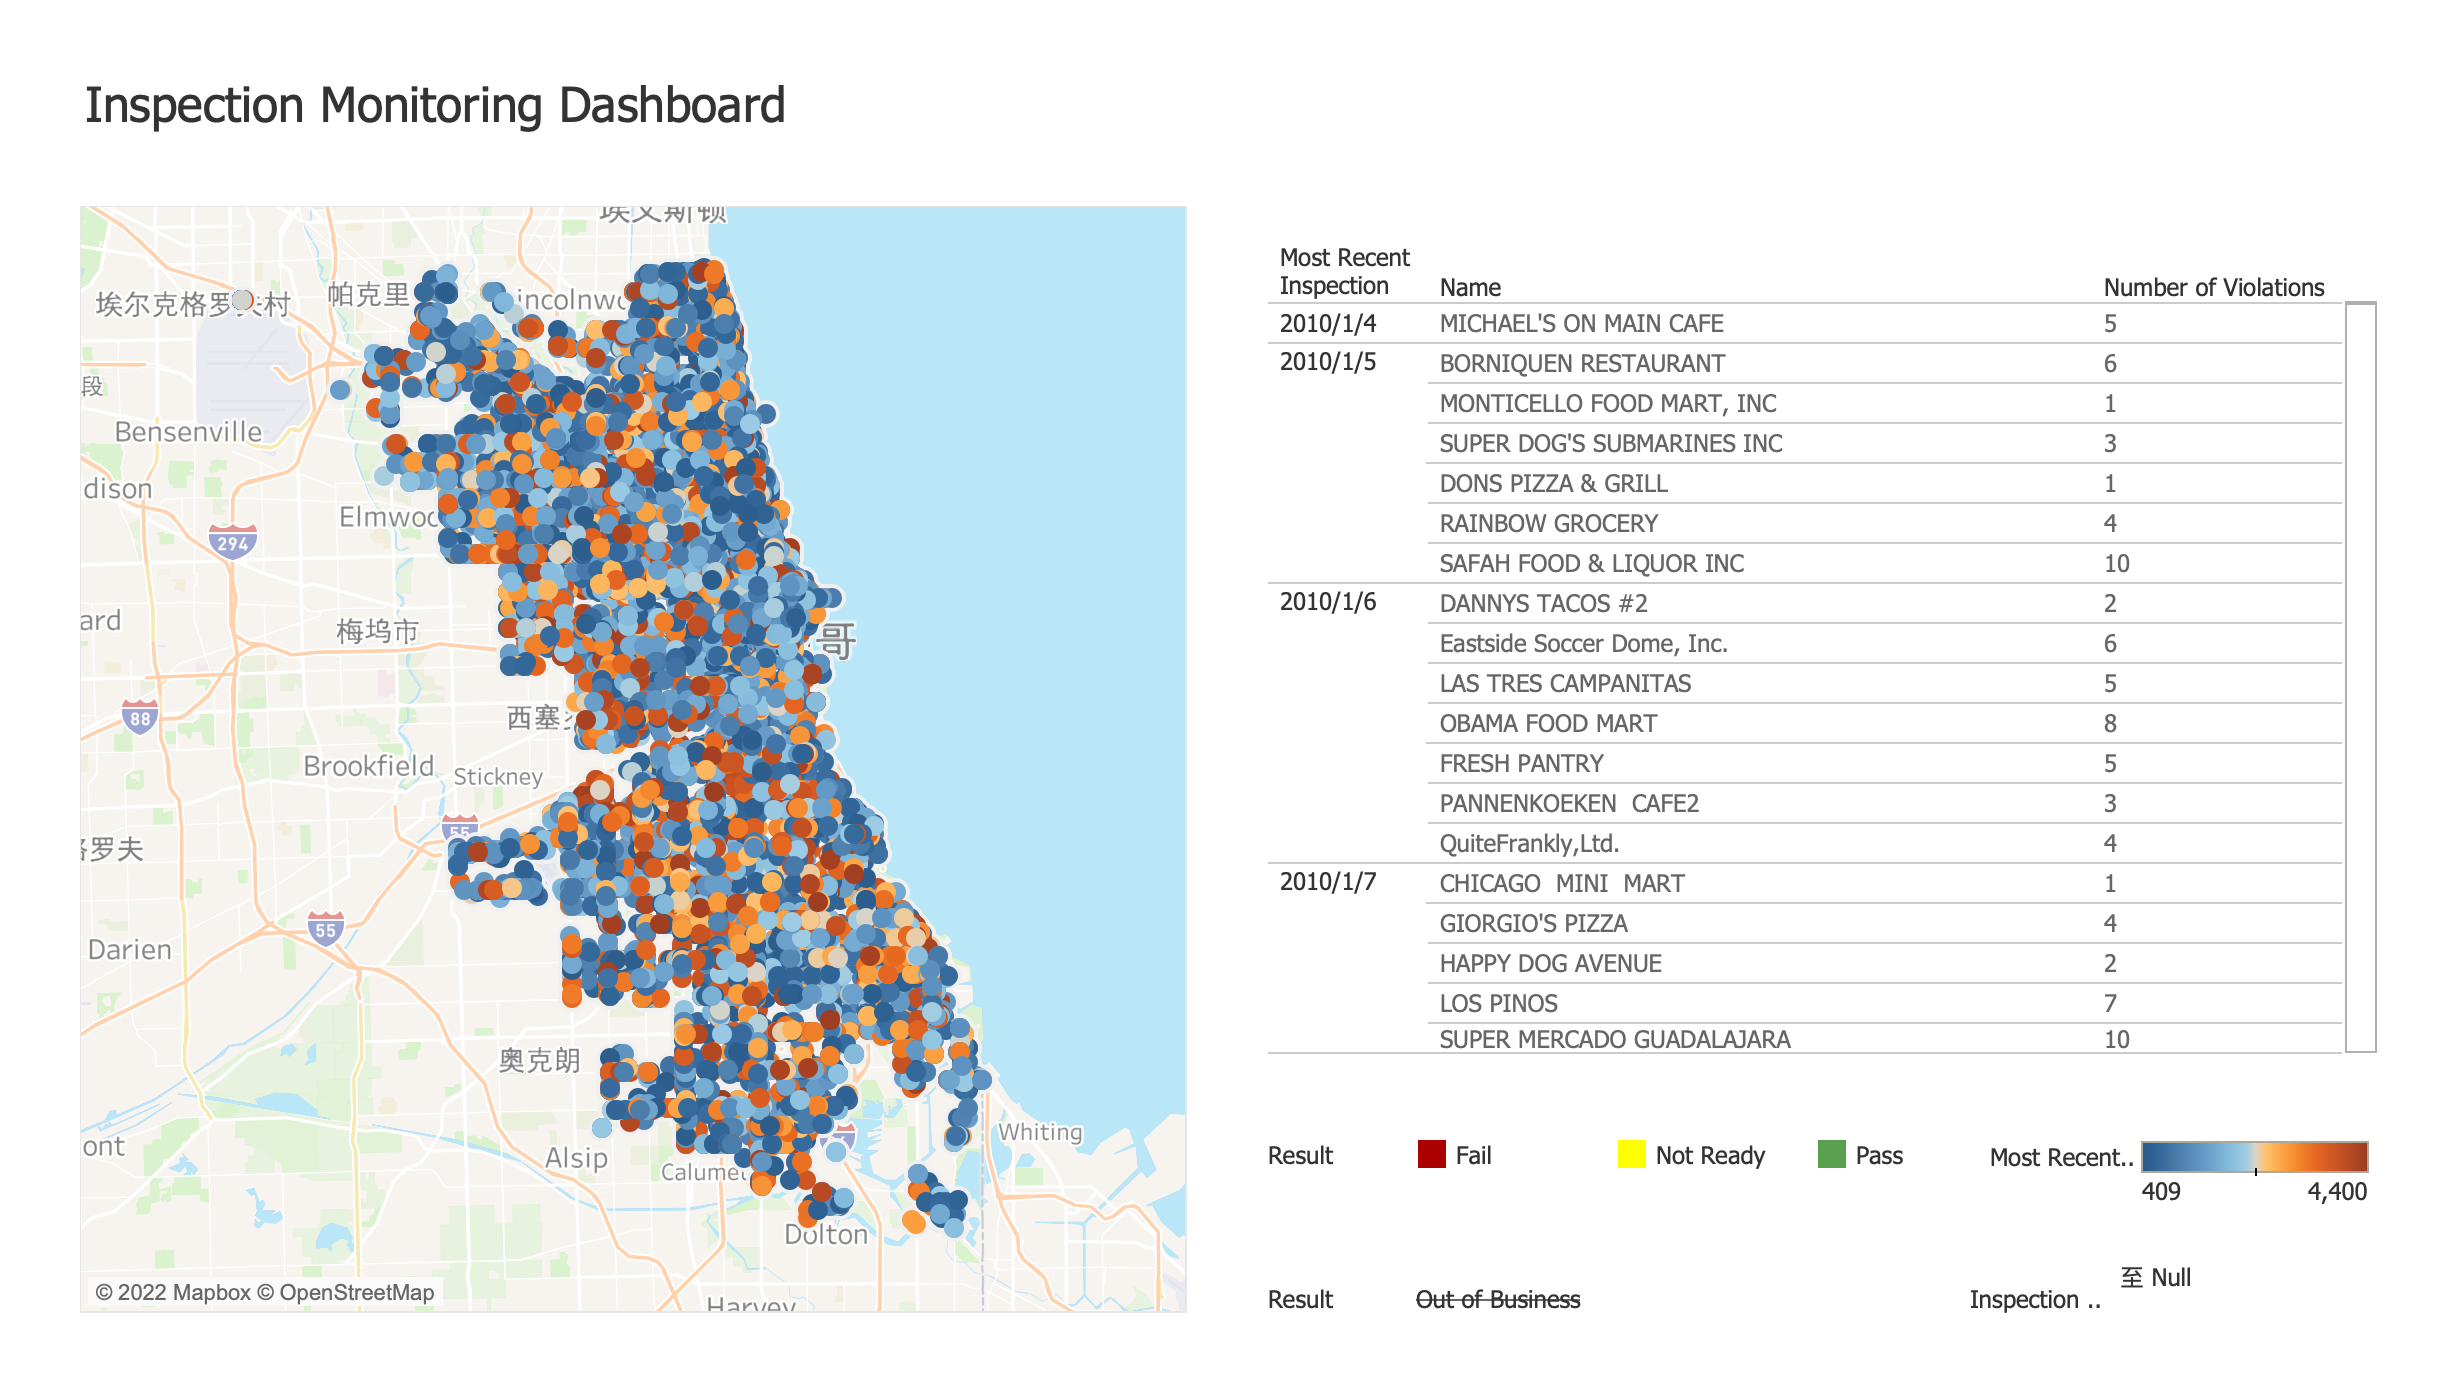 Inspection Monitoring Dashboard
埃文斯顿
埃尔克格罗夫村
帕克里
incolnwo
段
Bensenville
dison
Elmwoo
294
ard
梅坞市
哥
88
西塞
Brookfield
Stickney
55
格罗夫
55
Darien
奥克朗
ont
Alsip
Calumet
Whiting
Dolton
Harvey
© 2022 Mapbox © OpenStreetMap
Most Recent
Inspection Name Number of Violations
2010/1/4 MICHAEL'S ON MAIN CAFE 5
2010/1/5 BORNIQUEN RESTAURANT 6
MONTICELLO FOOD MART, INC 1
SUPER DOG'S SUBMARINES INC 3
DONS PIZZA & GRILL 1
RAINBOW GROCERY 4
SAFAH FOOD & LIQUOR INC 10
2010/1/6 DANNYS TACOS #2 2
Eastside Soccer Dome, Inc. 6
LAS TRES CAMPANITAS 5
OBAMA FOOD MART 8
FRESH PANTRY 5
PANNENKOEKEN  CAFE2 3
QuiteFrankly,Ltd. 4
2010/1/7 CHICAGO  MINI  MART 1
GIORGIO'S PIZZA 4
HAPPY DOG AVENUE 2
LOS PINOS 7
SUPER MERCADO GUADALAJARA 10
Result Fail Not Ready Pass Most Recent..
409 4,400
至 Null
Result Out of Business Inspection ..